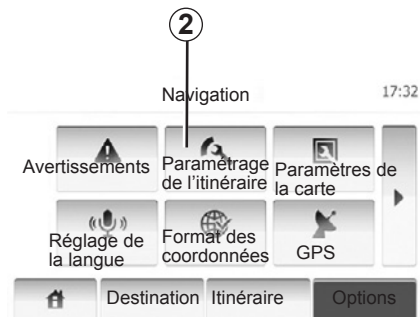 2
Navigation
17:32
Avertissements
Paramétrage
de l'itinéraire
Paramètres de
la carte
Réglage de
la langue
Format des
coordonnées
GPS
Destination
Itinéraire
Options